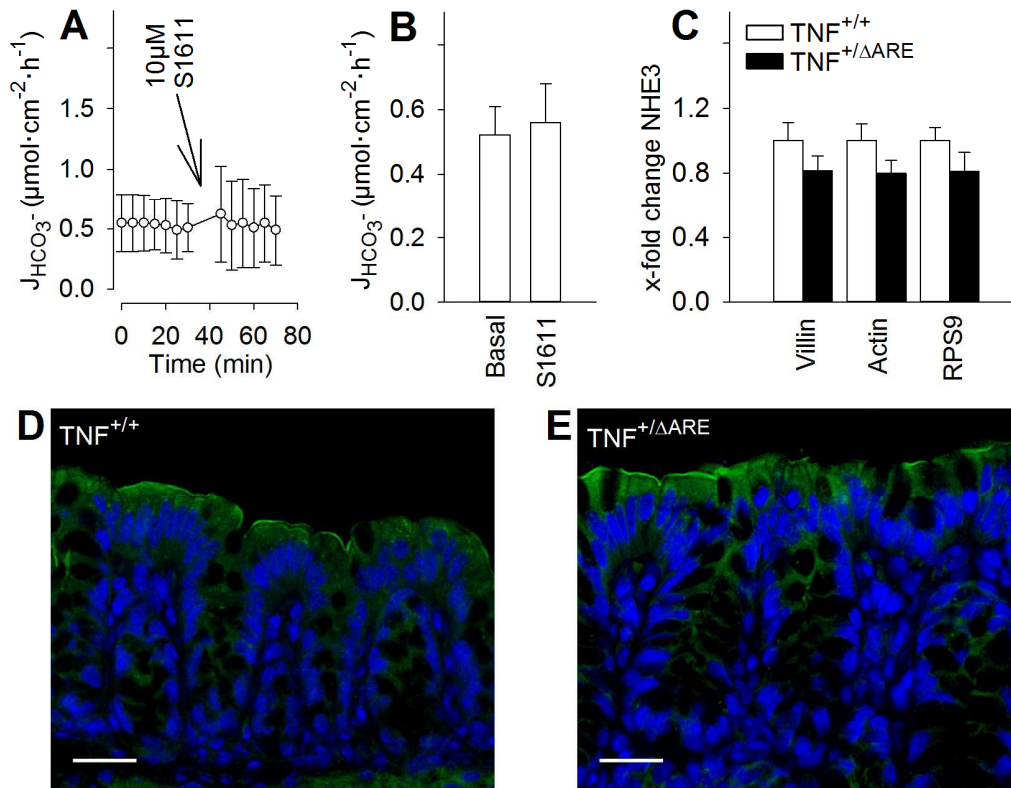 A
J_HCO₃⁻ (µmol·cm⁻²·h⁻¹)
1.5
1.0
0.5
0.0
10µM
S1611
0 20 40 60 80
Time (min)
B
J_HCO₃⁻ (µmol·cm⁻²·h⁻¹)
0.6
0.4
0.2
0.0
Basal
S1611
C
TNF⁺/⁺
TNF⁺/ΔARE
x-fold change NHE3
1.2
0.8
0.4
0.0
Villin
Actin
RPS9
D
TNF⁺/⁺
E
TNF⁺/ΔARE